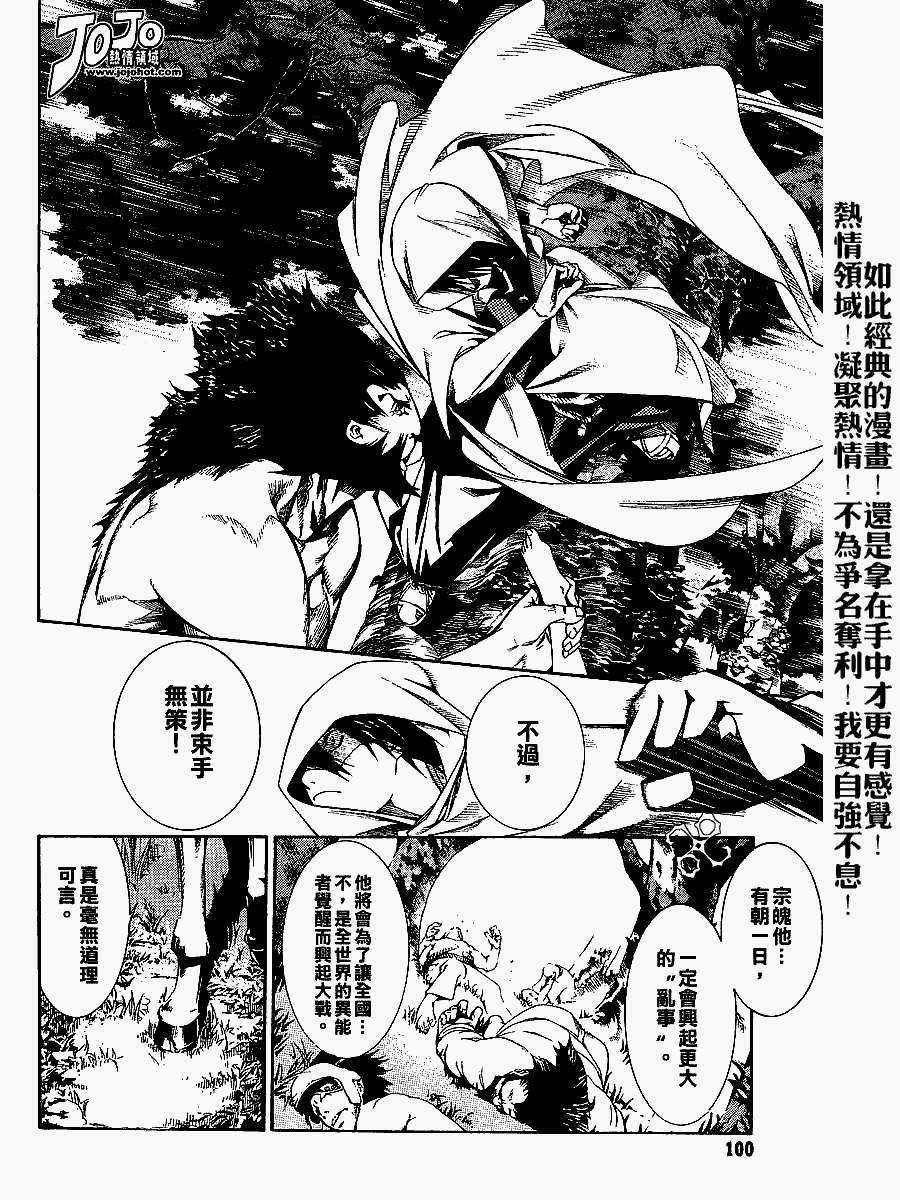 JOJO
熱情領域
www.jojohot.com
如此經典的漫畫！還是拿在手中才更有感覺！
熱情領域！凝聚熱情！不為爭名奪利！我要自強不息！
不過，
並非束手
無策！
宗魄他…
有朝一日，
一定會興起更大
的〝亂事〞。
他將會為了讓全國…
不，是全世界的異能
者覺醒而興起大戰。
真是毫無道理
可言。
100